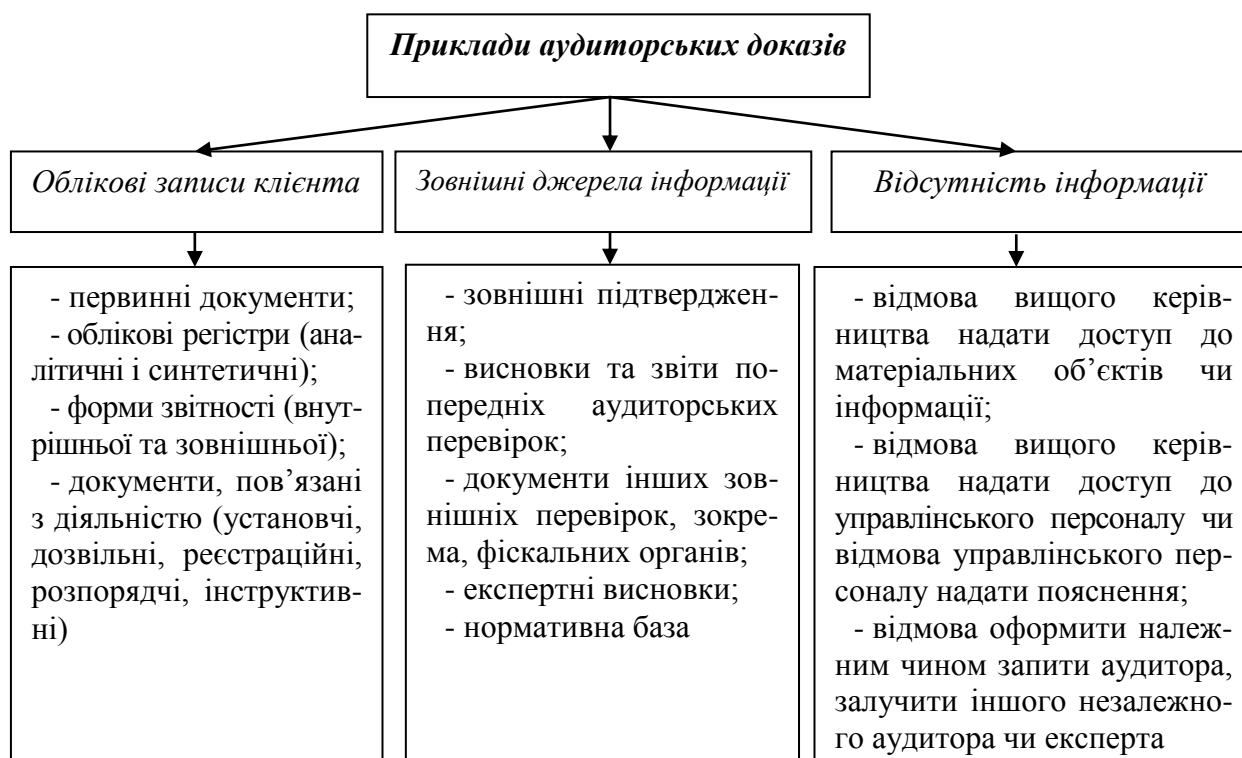 Приклади аудиторських доказів
Облікові записи клієнта
Зовнішні джерела інформації
Відсутність інформації
- первинні документи;
- облікові регістри (ана-
літичні і синтетичні);
- форми звітності (внут-
рішньої та зовнішньої);
- документи, пов’язані
з діяльністю (установчі,
дозвільні, реєстраційні,
розпорядчі, інструктив-
ні)
- зовнішні підтверджен-
ня;
- висновки та звіти по-
передніх аудиторських
перевірок;
- документи інших зов-
нішніх перевірок, зокре-
ма, фіскальних органів;
- експертні висновки;
- нормативна база
- відмова вищого керів-
ництва надати доступ до
матеріальних об’єктів чи
інформації;
- відмова вищого керів-
ництва надати доступ до
управлінського персоналу чи
відмова управлінського пер-
соналу надати пояснення;
- відмова оформити належ-
ним чином запити аудитора,
залучити іншого незалежно-
го аудитора чи експерта